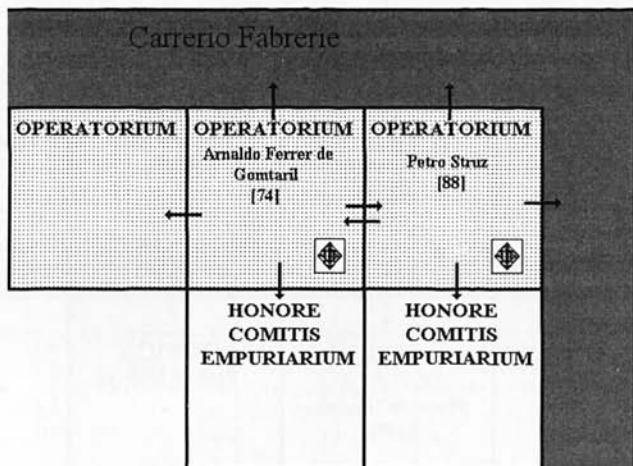 Carrerio Fabrerie
OPERATORIUM
OPERATORIUM
Arnaldo Ferrer de
Gomtaril
[74]
OPERATORIUM
Petro Struz
[88]
HONORE
COMITIS
EMPURIARIUM
HONORE
COMITIS
EMPURIARIUM